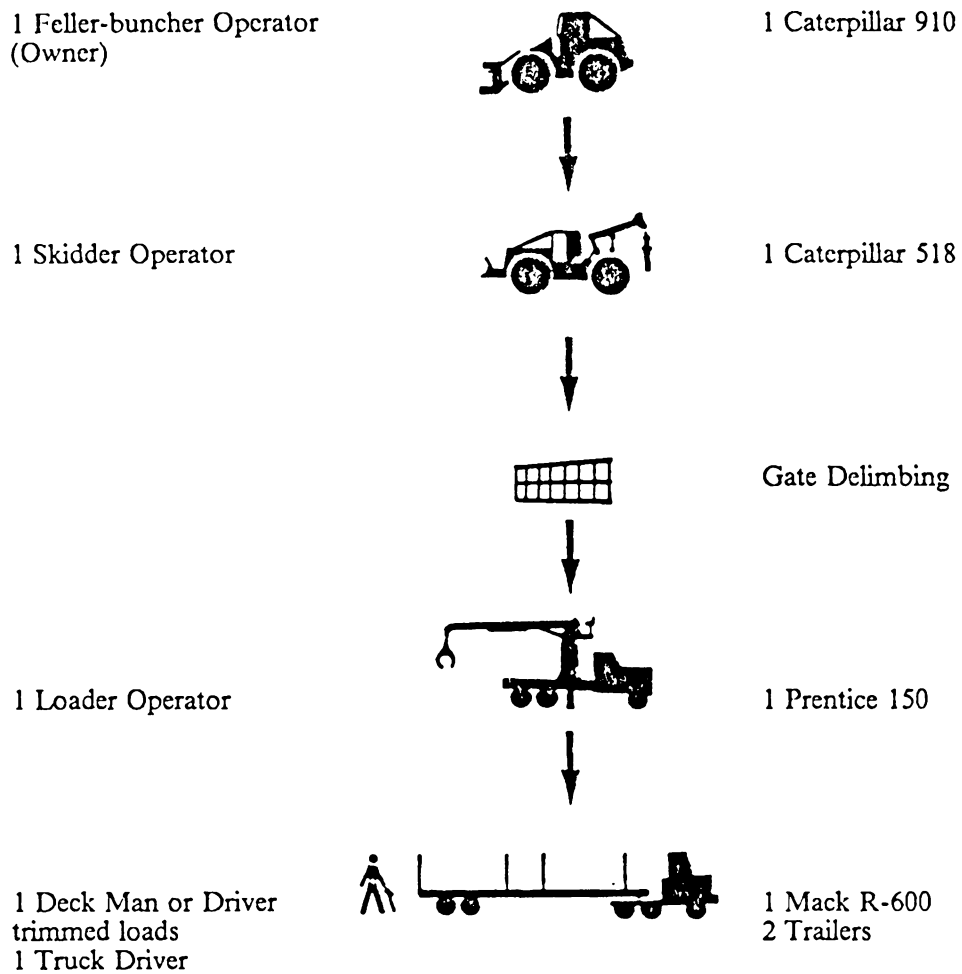 1 Feller-buncher Operator
(Owner)
1 Caterpillar 910
1 Skidder Operator
1 Caterpillar 518
Gate Delimbing
1 Loader Operator
1 Prentice 150
1 Deck Man or Driver
trimmed loads
1 Truck Driver
1 Mack R-600
2 Trailers